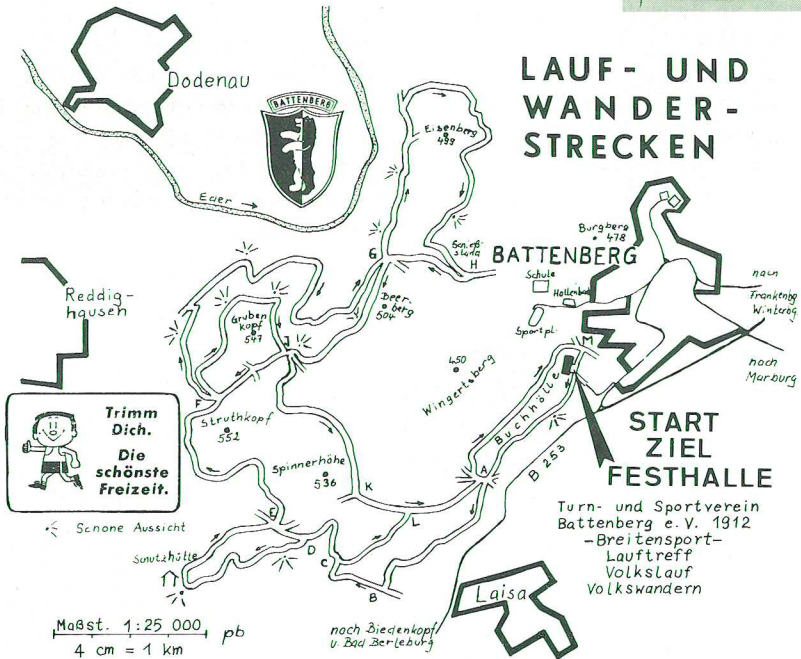 LAUF- UND
WANDER-
STRECKEN
Dodenau
BATTENBERG
Eder
Eisenberg
499
Burgberg
478
BATTENBERG
Schule
Hallenbad
Sportpl.
nach
Frankenbg
Winterbg
nach
Marburg
G
H
Beer-
berg
504
Reddig-
hausen
Gruben
kopf
547
J
F
Struthkopf
552
450
Wingertsberg
M
Buchhölle
B 253
START
ZIEL
FESTHALLE
Trimm
Dich.
Die
schönste
Freizeit.
Schöne Aussicht
Spinnerhöhe
536
K
A
L
E
D
C
B
Schutzhütte
Turn- und Sportverein
Battenberg e. V. 1912
-Breitensport-
Lauftreff
Volkslauf
Volkswandern
Laisa
Maßst. 1:25 000
4 cm = 1 km
pb
nach Biedenkopf
u. Bad Berleburg